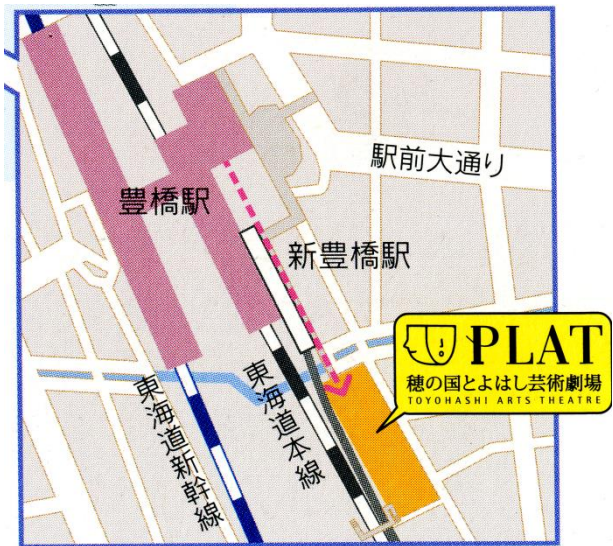 駅前大通り
豊橋駅
新豊橋駅
PLAT
穂の国とよはし芸術劇場
TOYOHASHI ARTS THEATRE
東海道本線
東海道新幹線